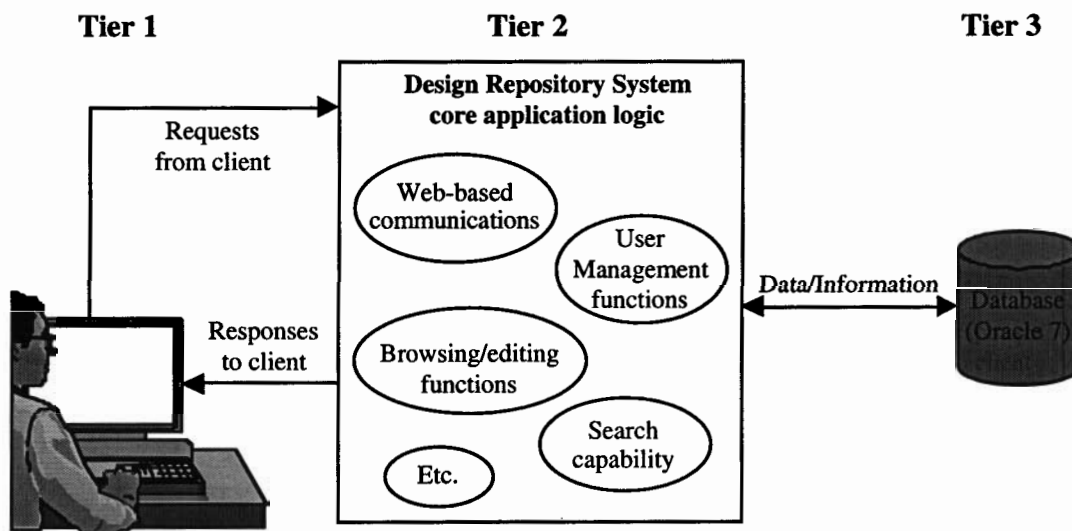 Tier 1
Tier 2
Tier 3
Design Repository System
core application logic
Requests
from client
Web-based
communications
User
Management
functions
Data/Information
Database
(Oracle 7)
client
Responses
to client
Browsing/editing
functions
Search
capability
Etc.